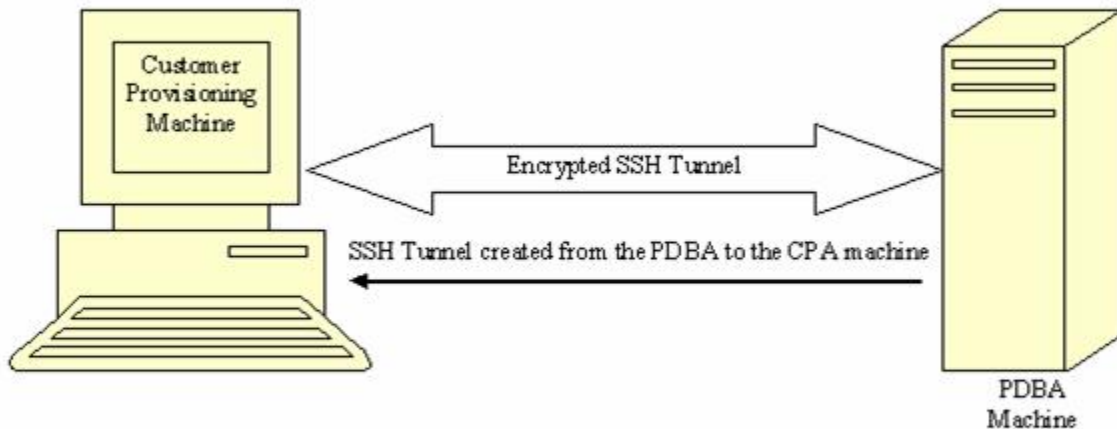 Customer
Provisioning
Machine
Encrypted SSH Tunnel
SSH Tunnel created from the PDBA to the CPA machine
PDBA
Machine